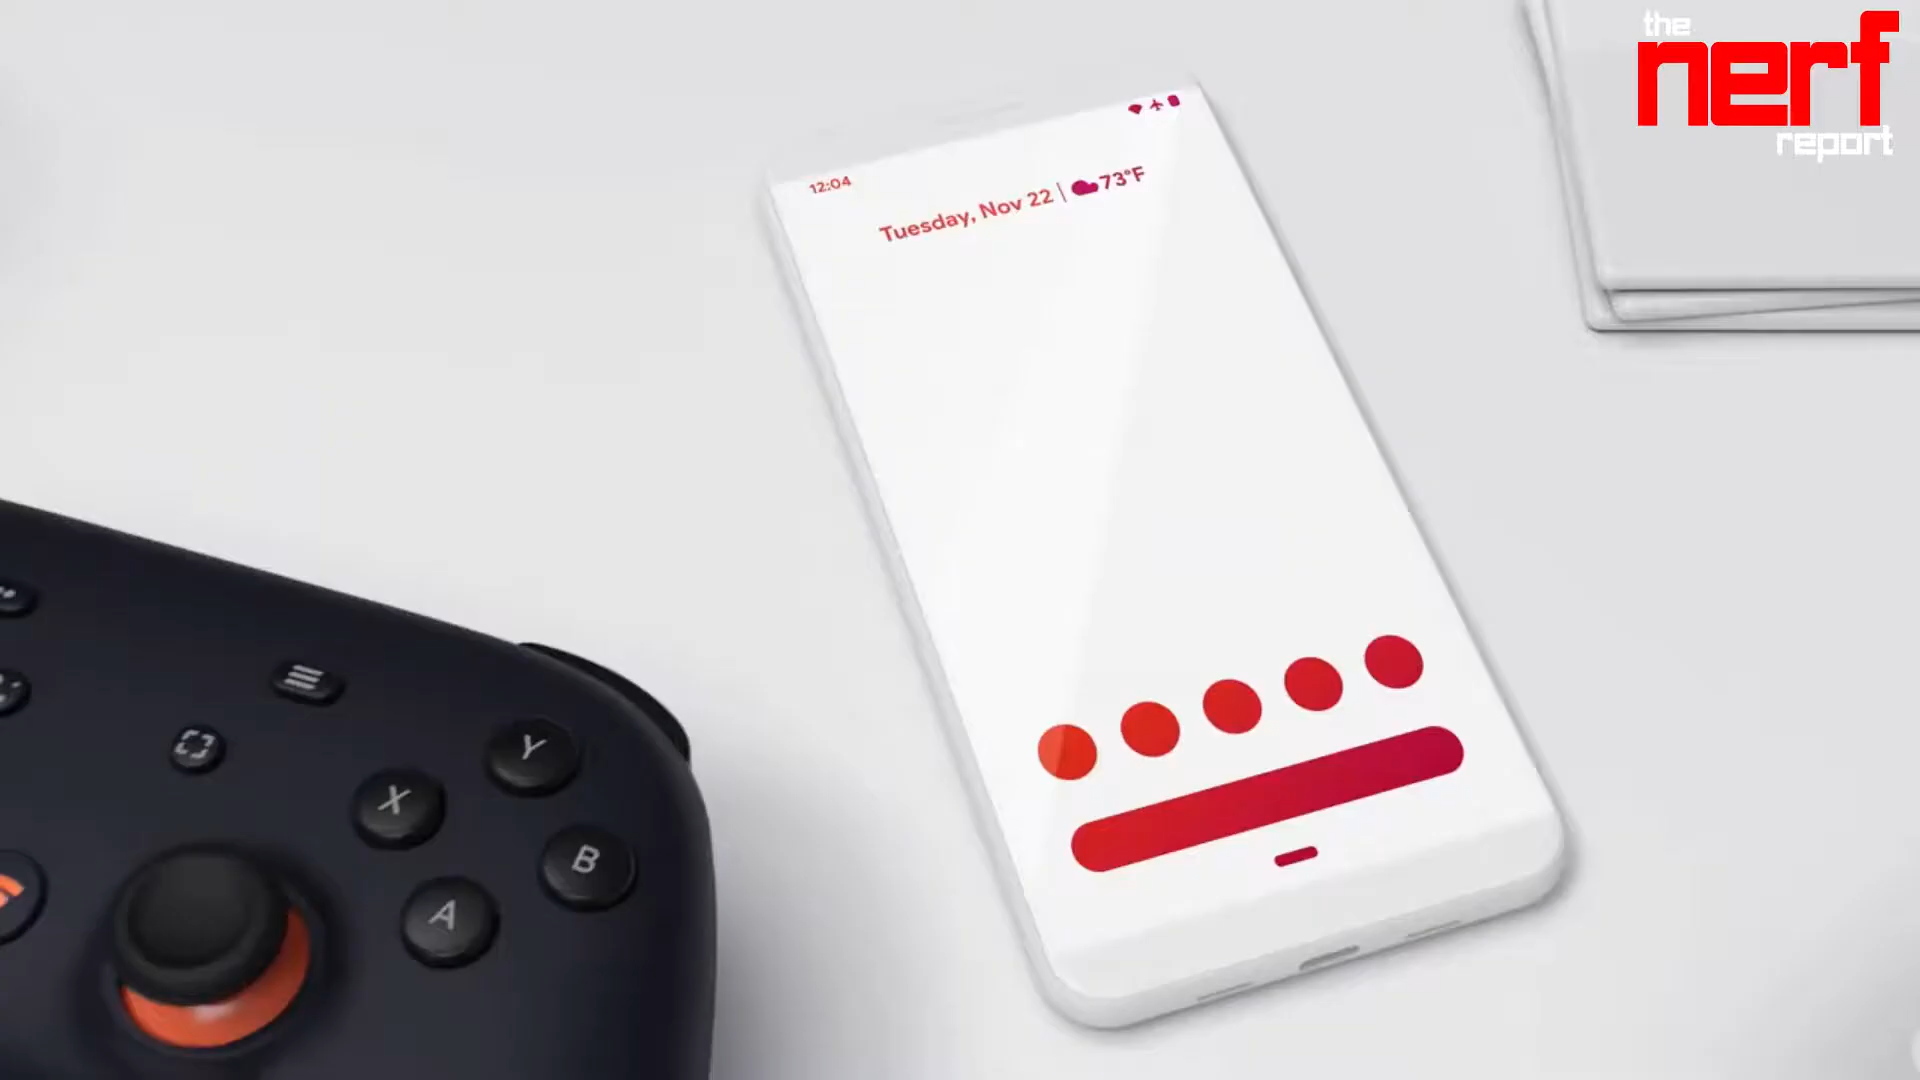 the
nerf
report
12:04
Tuesday, Nov 22 | 73°F
Y
X
B
A